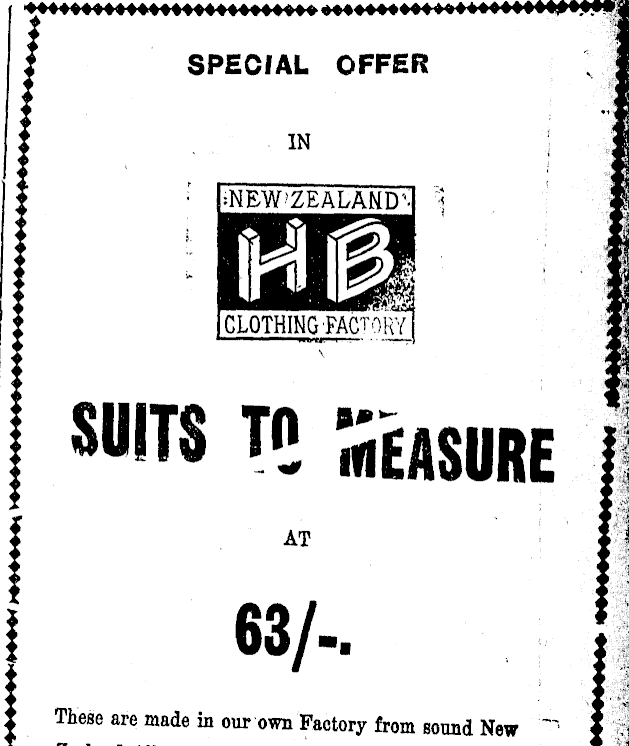 SPECIAL OFFER
IN
NEW ZEALAND
HB
CLOTHING FACTORY
SUITS TO MEASURE
AT
63/-.
These are made in our own Factory from sound New